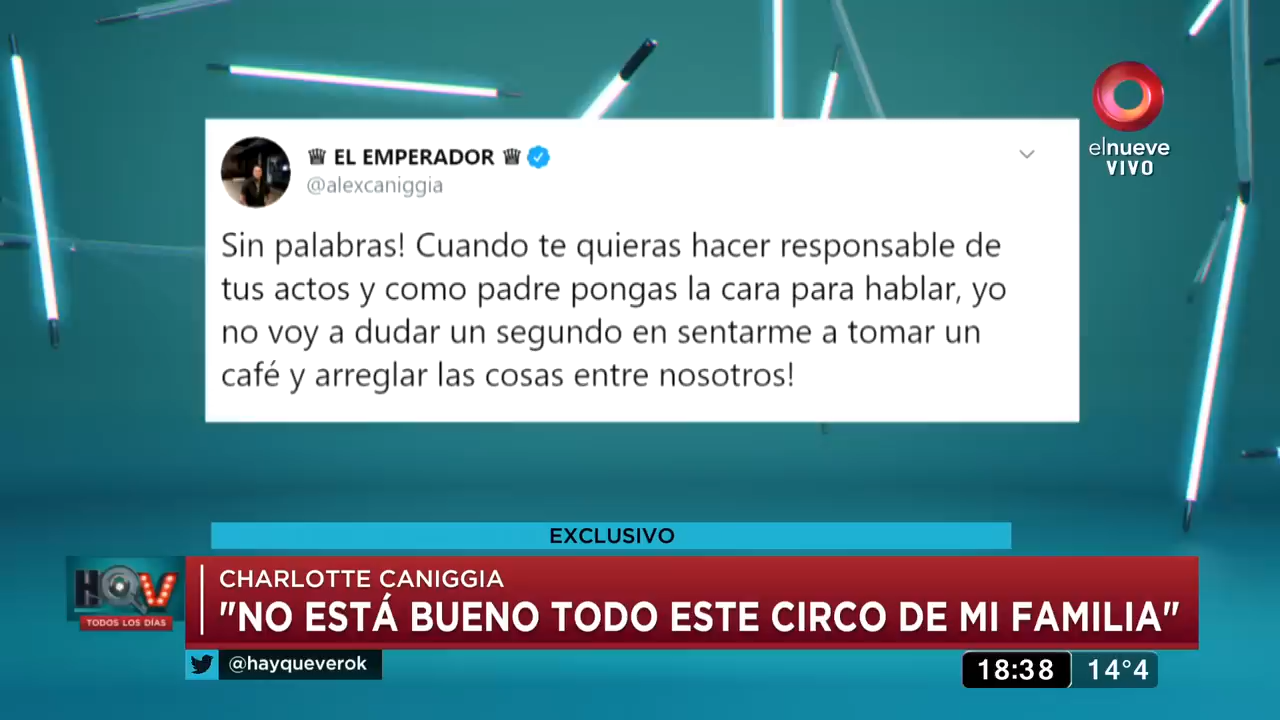 ♕ EL EMPERADOR ♕
@alexcaniggia
Sin palabras! Cuando te quieras hacer responsable de
tus actos y como padre pongas la cara para hablar, yo
no voy a dudar un segundo en sentarme a tomar un
café y arreglar las cosas entre nosotros!
elnueve
VIVO
EXCLUSIVO
HQV
TODOS LOS DÍAS
CHARLOTTE CANIGGIA
"NO ESTÁ BUENO TODO ESTE CIRCO DE MI FAMILIA"
@hayqueverok
18:38 14°4